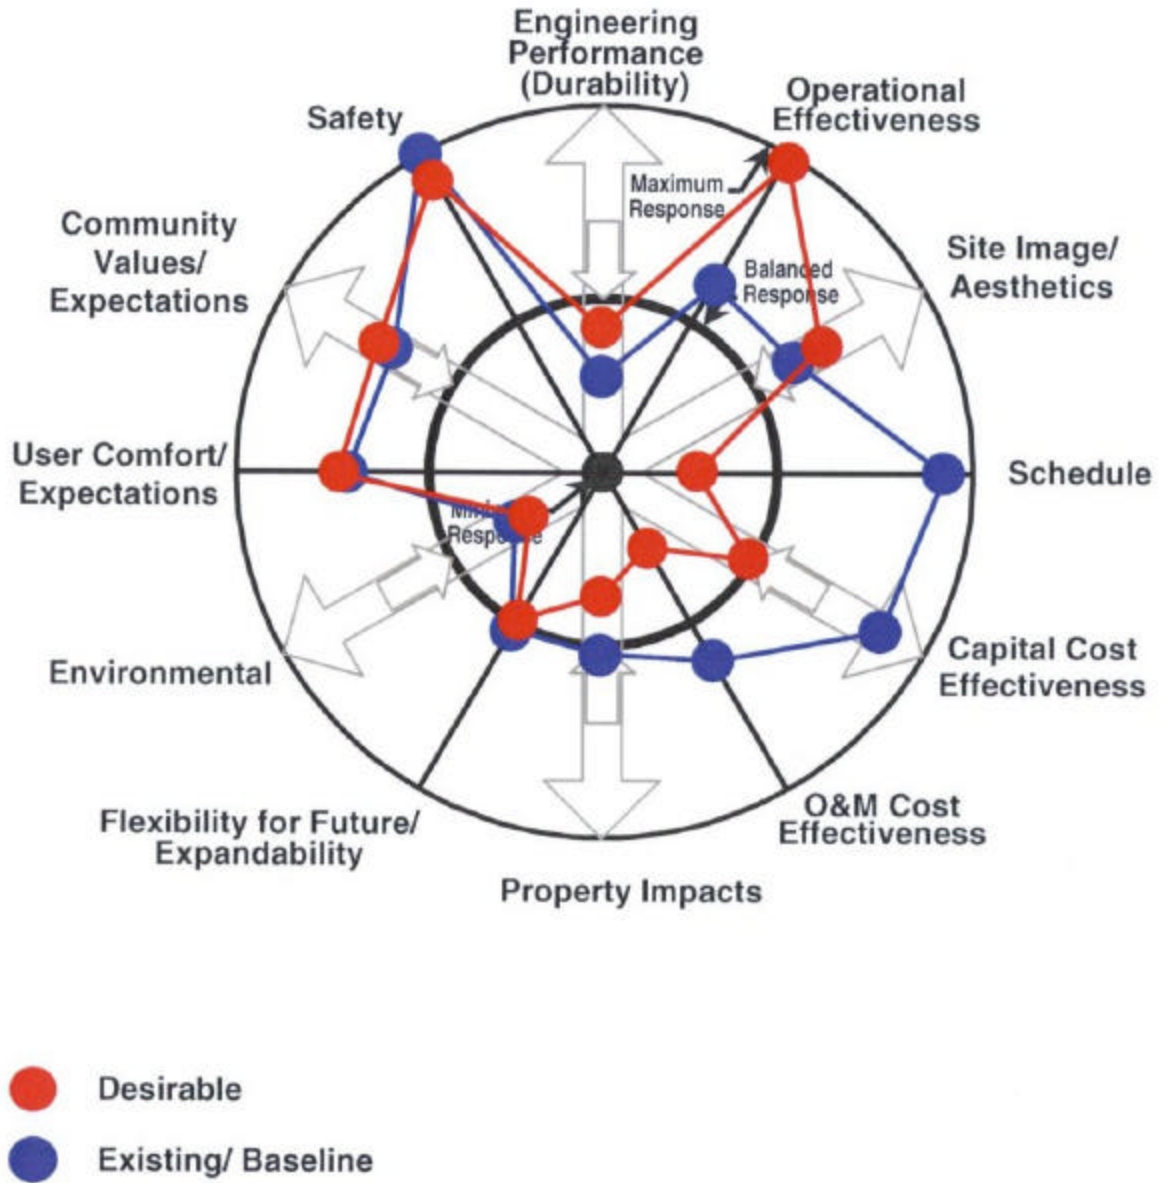 Engineering
Performance
(Durability)
Operational
Effectiveness
Safety
Maximum
Response
Community
Values/
Expectations
Site Image/
Aesthetics
Balanced
Response
User Comfort/
Expectations
Schedule
Response
Environmental
Capital Cost
Effectiveness
Flexibility for Future/
Expandability
O&M Cost
Effectiveness
Property Impacts
Desirable
Existing/ Baseline